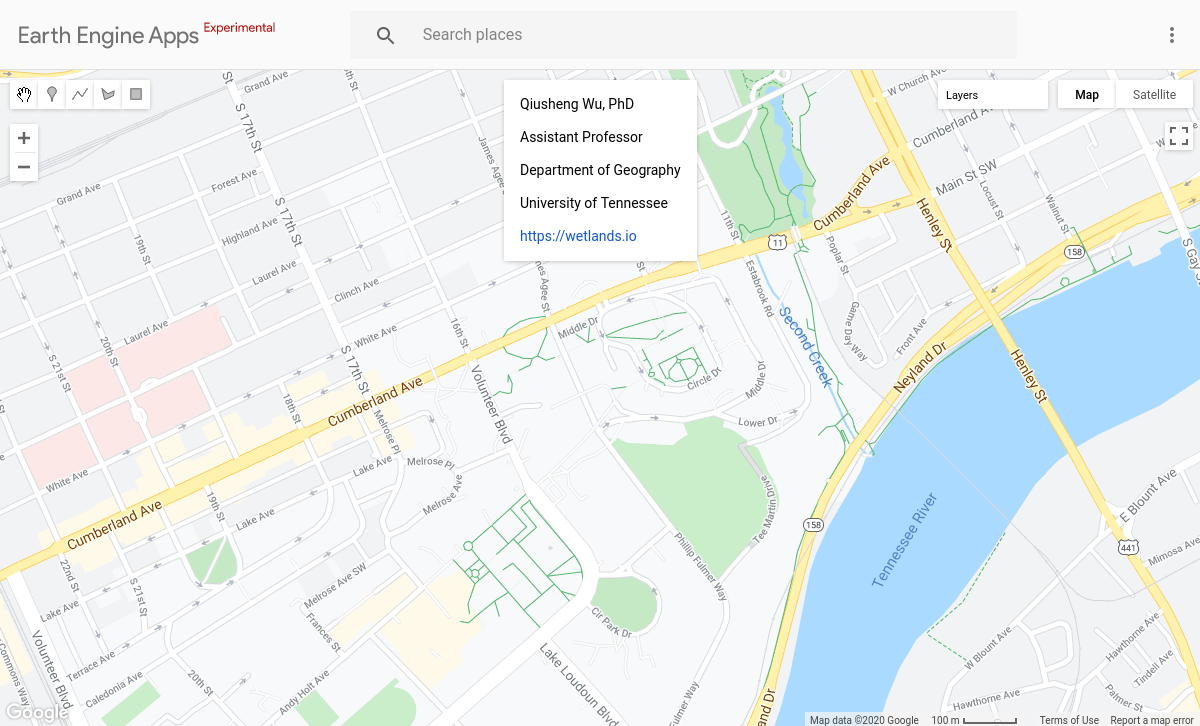 Earth Engine Apps Experimental
Search places
Layers
Map
Satellite
+
−
Qiusheng Wu, PhD
Assistant Professor
Department of Geography
University of Tennessee
https://wetlands.io
Grand Ave
S 17th St
James Agee St
W Church Ave
Cumberland Ave
Main St SW
Forest Ave
Grand Ave
S 17th St
Locust St
Walnut St
Cumberland Ave
Henley St
11th St
Highland Ave
19th St
11
Poplar St
158
S Gay St
Laurel Ave
Clinch Ave
James Agee St
Estabrook Rd
Second Creek
Game Day Way
Front Ave
Laurel Ave
White Ave
16th St
Middle Dr
20th St
S 21st St
S 17th St
Volunteer Blvd
Circle Dr
Middle Dr
Neyland Dr
Henley St
18th St
Cumberland Ave
Melrose Pl
Lower Dr
White Ave
Lake Ave
Melrose Pl
Melrose Ave
Tee Martin Drive
E Blount Ave
19th St
Lake Ave
Cumberland Ave
158
Tennessee River
441
Mimosa Ave
Phillip Fulmer Way
22nd St
S 21st St
Melrose Ave SW
Lake Ave
Frances St
Cir Park Dr
Volunteer Blvd
W Blount Ave
Hawthorne Ave
Tindell Ave
Terrace Ave
Caledonia Ave
20th St
Andy Holt Ave
Lake Loudoun Blvd
Phillip Fulmer Way
Hawthorne Ave
Palmer St
Google
Map data ©2020 Google
100 m
Terms of Use
Report a map error